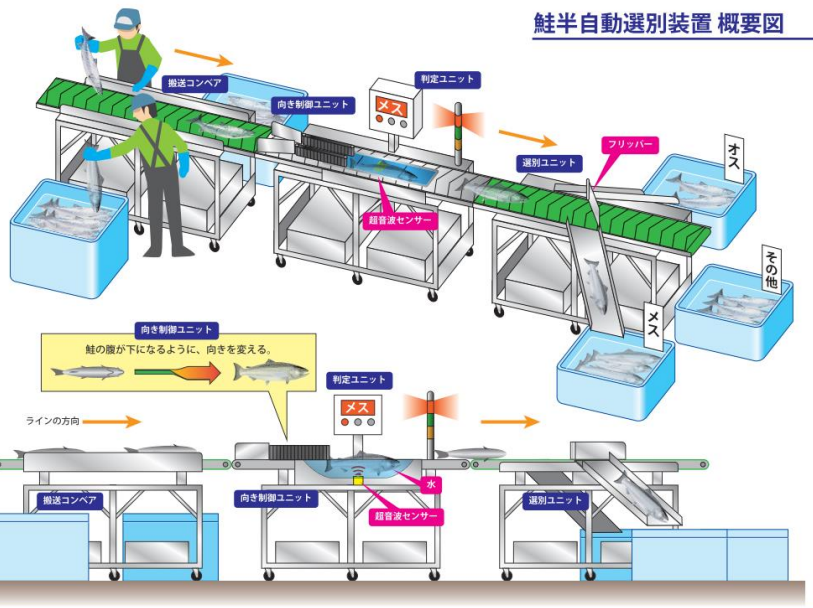 鮭半自動選別装置 概要図
搬送コンベア
向き制御ユニット
判定ユニット
メス
選別ユニット
フリッパー
超音波センサー
オス
その他
メス
向き制御ユニット
鮭の腹が下になるように、向きを変える。
判定ユニット
メス
ラインの方向
搬送コンベア
向き制御ユニット
水
超音波センサー
選別ユニット